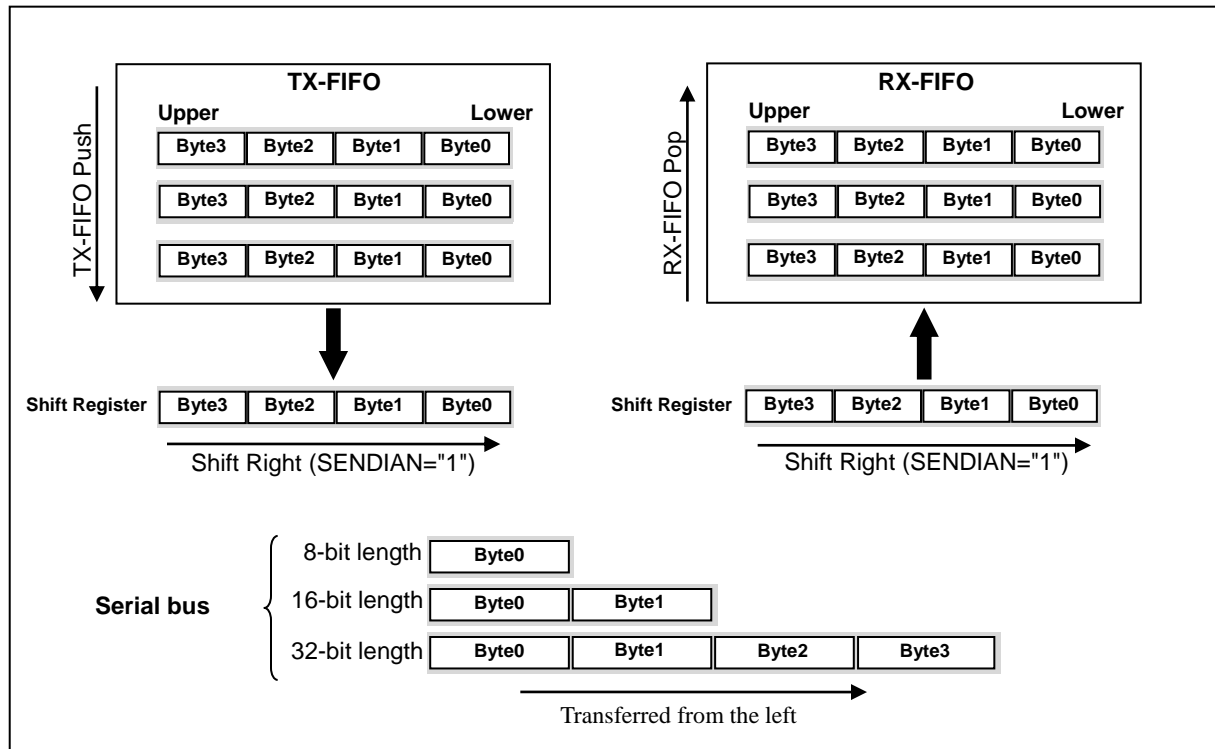 TX-FIFO
Upper Lower
Byte3 Byte2 Byte1 Byte0
Byte3 Byte2 Byte1 Byte0
Byte3 Byte2 Byte1 Byte0
TX-FIFO Push
Shift Register Byte3 Byte2 Byte1 Byte0
Shift Right (SENDIAN="1")
RX-FIFO
Upper Lower
Byte3 Byte2 Byte1 Byte0
Byte3 Byte2 Byte1 Byte0
Byte3 Byte2 Byte1 Byte0
RX-FIFO Pop
Shift Register Byte3 Byte2 Byte1 Byte0
Shift Right (SENDIAN="1")
Serial bus
8-bit length Byte0
16-bit length Byte0 Byte1
32-bit length Byte0 Byte1 Byte2 Byte3
Transferred from the left